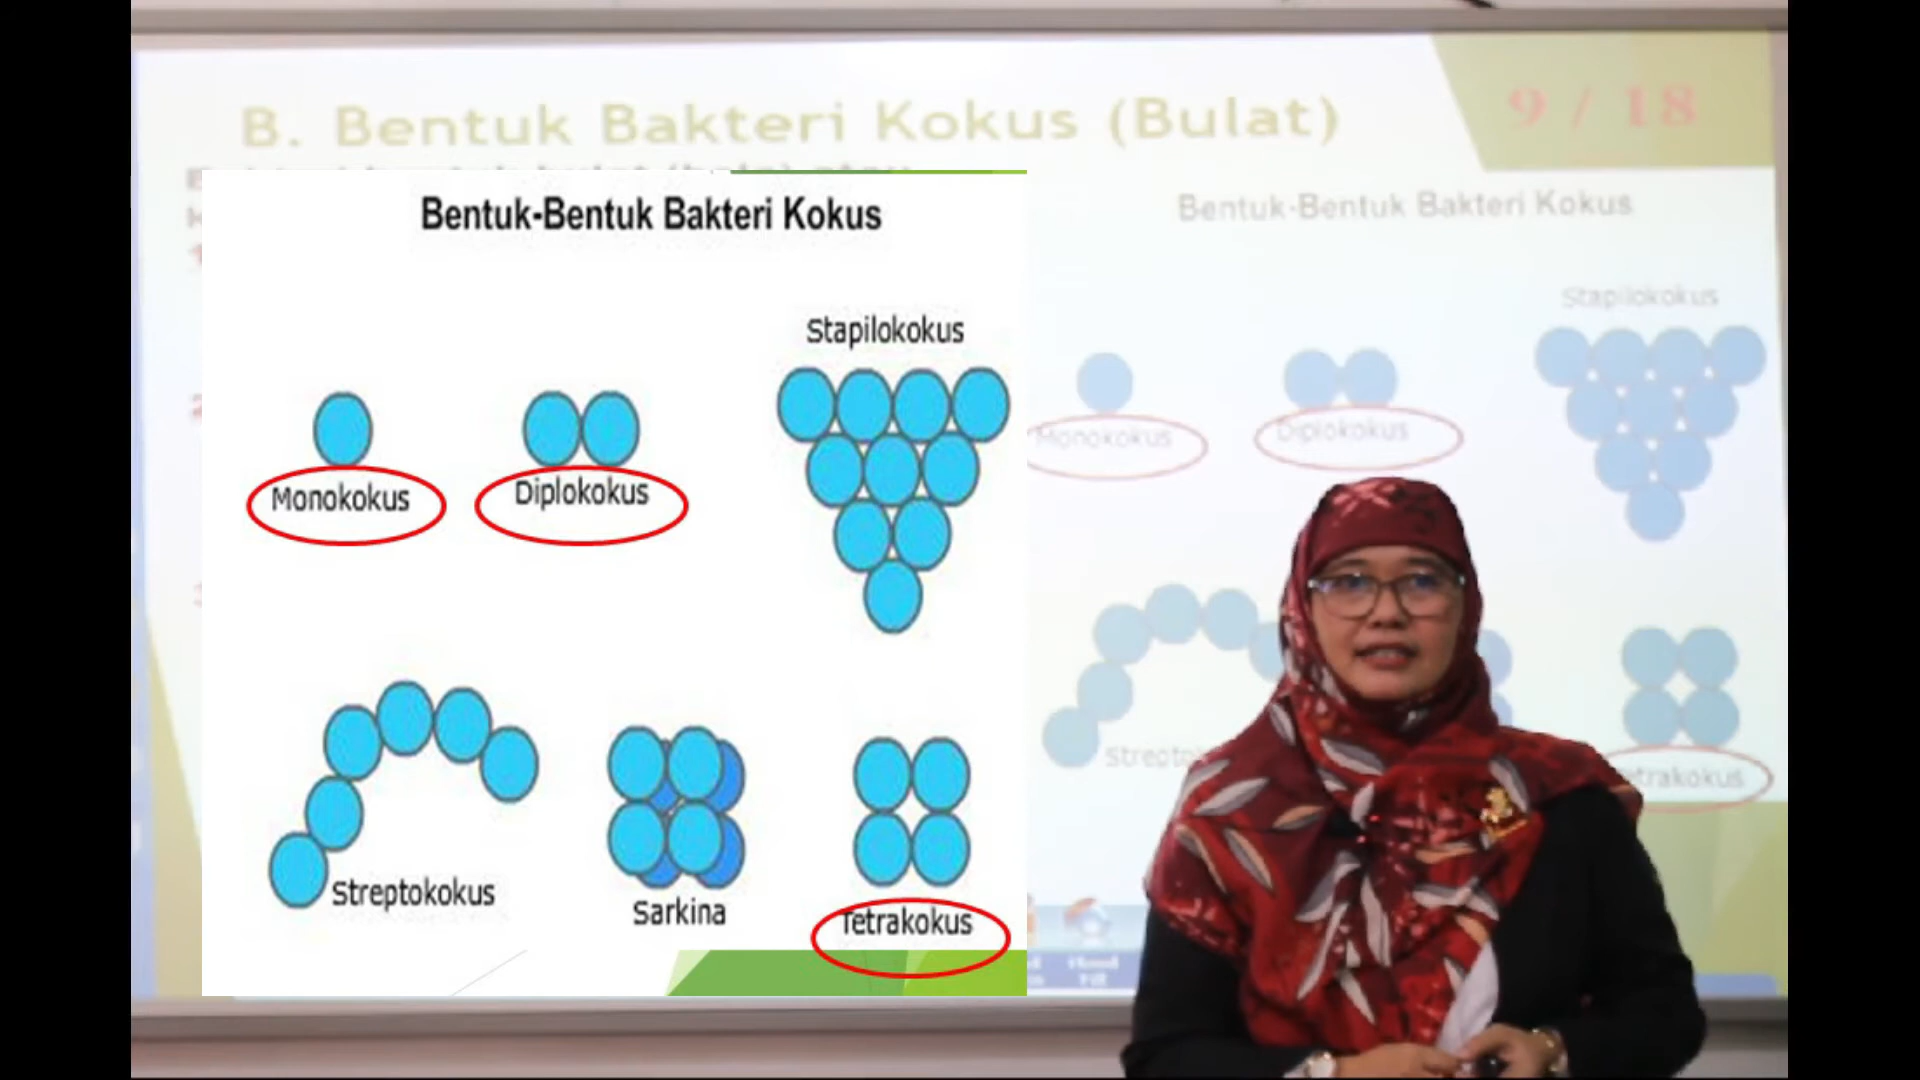 B. Bentuk Bakteri Kokus (Bulat)
9 / 18
Bentuk-Bentuk Bakteri Kokus
Stapilokokus
Monokokus
Diplokokus
Streptokokus
Sarkina
Tetrakokus
Bentuk-Bentuk Bakteri Kokus
Stapilokokus
Monokokus
Diplokokus